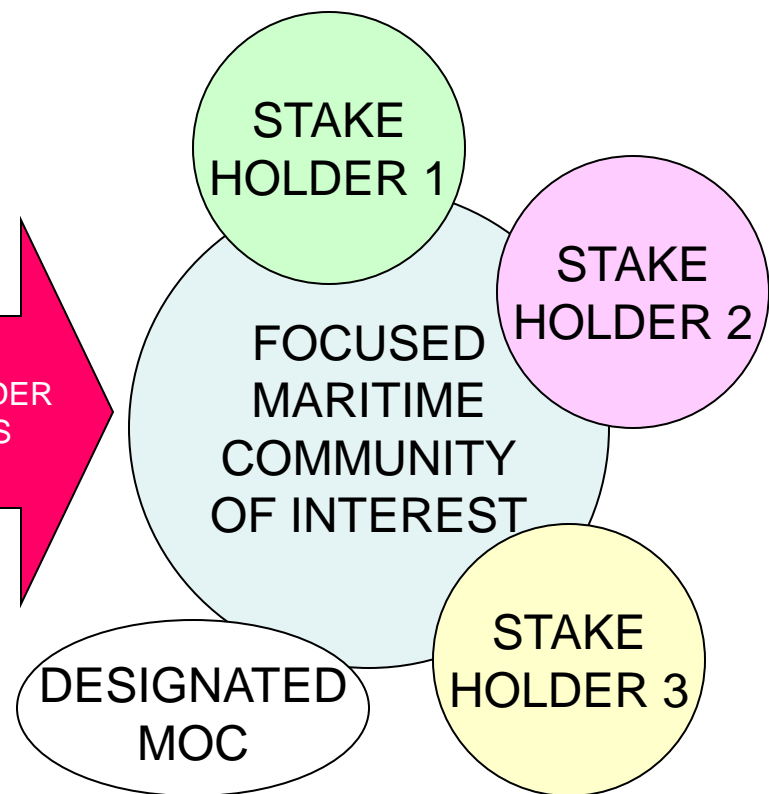 STAKE
HOLDER 1
STAKE
HOLDER 2
FOCUSED
MARITIME
COMMUNITY
OF INTEREST
STAKE
HOLDER 3
DESIGNATED
MOC